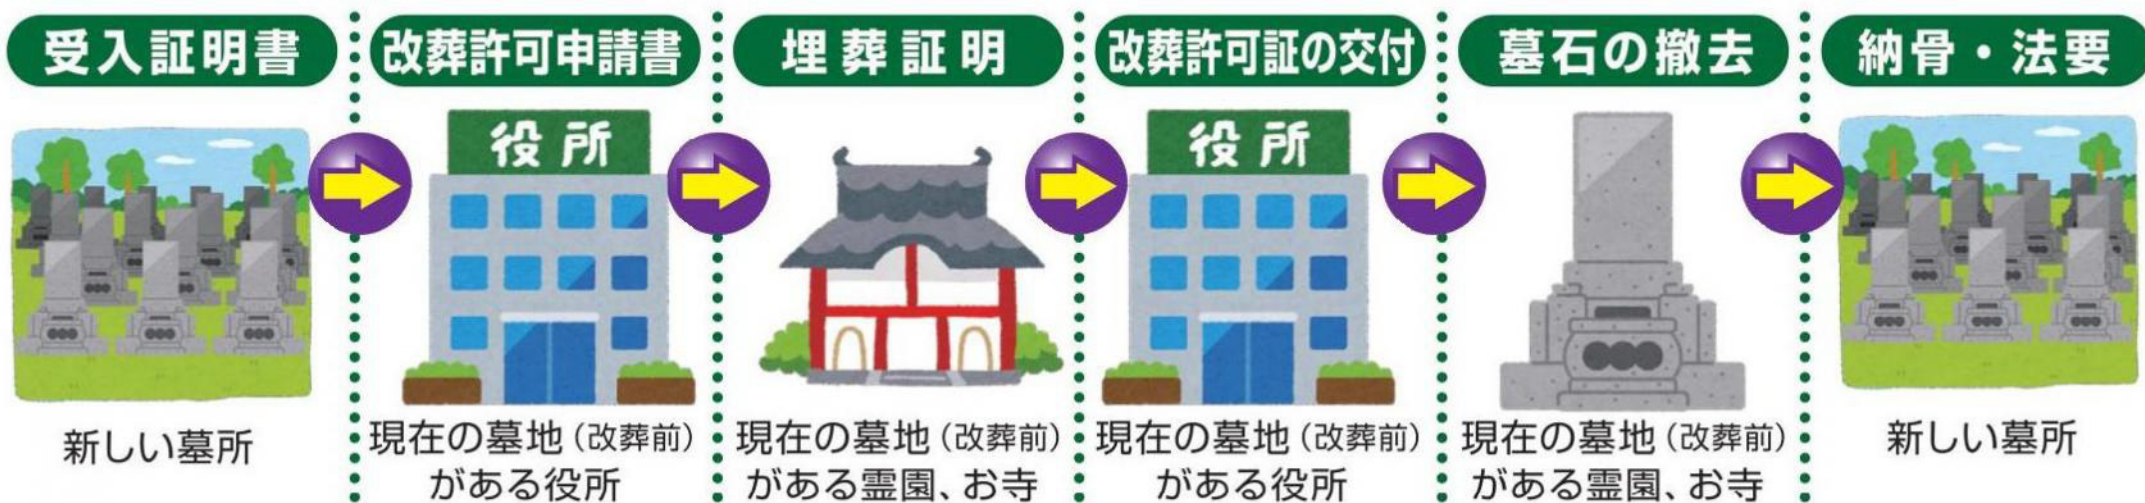 受入証明書
改葬許可申請書
埋葬証明
改葬許可証の交付
墓石の撤去
納骨・法要
役所
役所
新しい墓所
現在の墓地(改葬前)
がある役所
現在の墓地(改葬前)
がある霊園、お寺
現在の墓地(改葬前)
がある役所
現在の墓地(改葬前)
がある霊園、お寺
新しい墓所